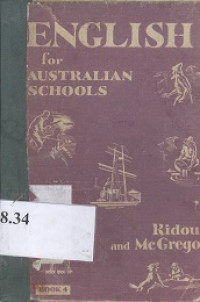 ENGLISH
for
AUSTRALIAN
SCHOOLS
8.34
Ridou
and McGrego
BOOK 4